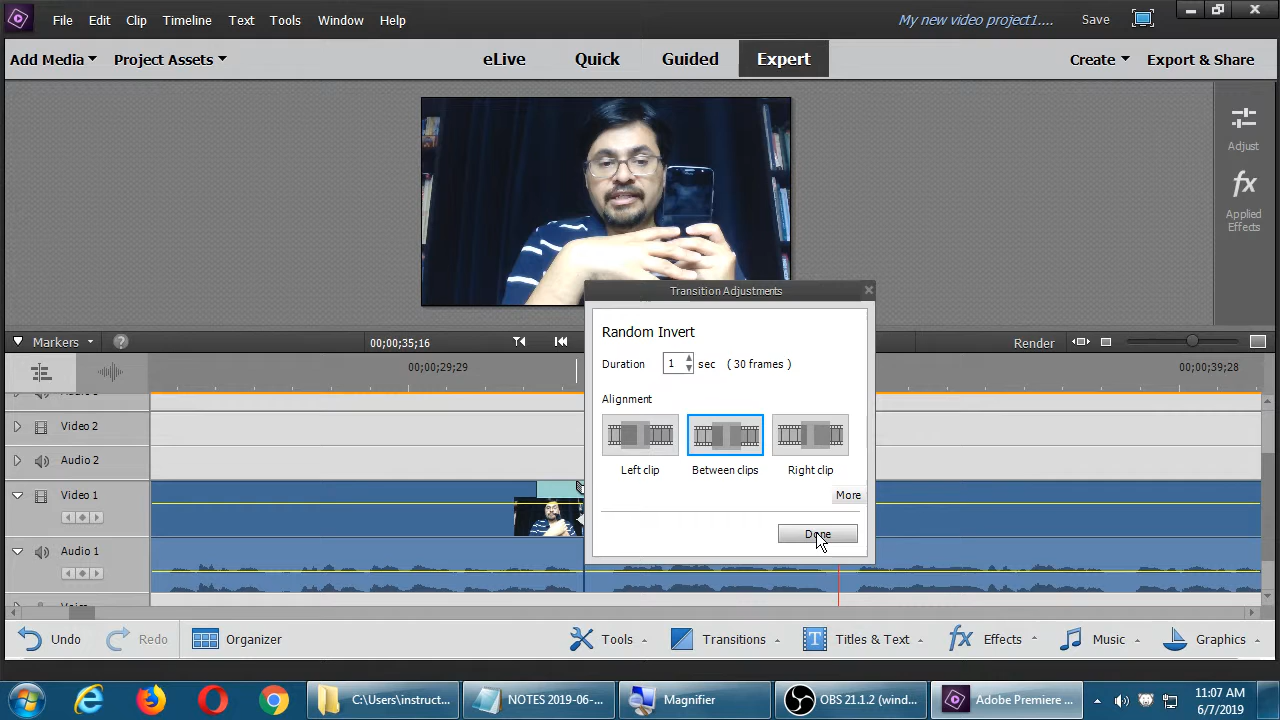 File Edit Clip Timeline Text Tools Window Help My new video project1.... Save
Add Media Project Assets eLive Quick Guided Expert Create Export & Share
Adjust
fx
Applied
Effects
Transition Adjustments
Random Invert
Duration 1 sec ( 30 frames )
Alignment
Left clip Between clips Right clip
More
Done
Markers ? 00;00;35;16 Render
00;00;29;29 00;00;39;28
Video 2
Audio 2
Video 1
Audio 1
Undo Redo Organizer Tools Transitions T Titles & Text fx Effects Music Graphics
C:\Users\instruct... NOTES 2019-06-... Magnifier OBS 21.1.2 (wind... Adobe Premiere ... 11:07 AM
6/7/2019